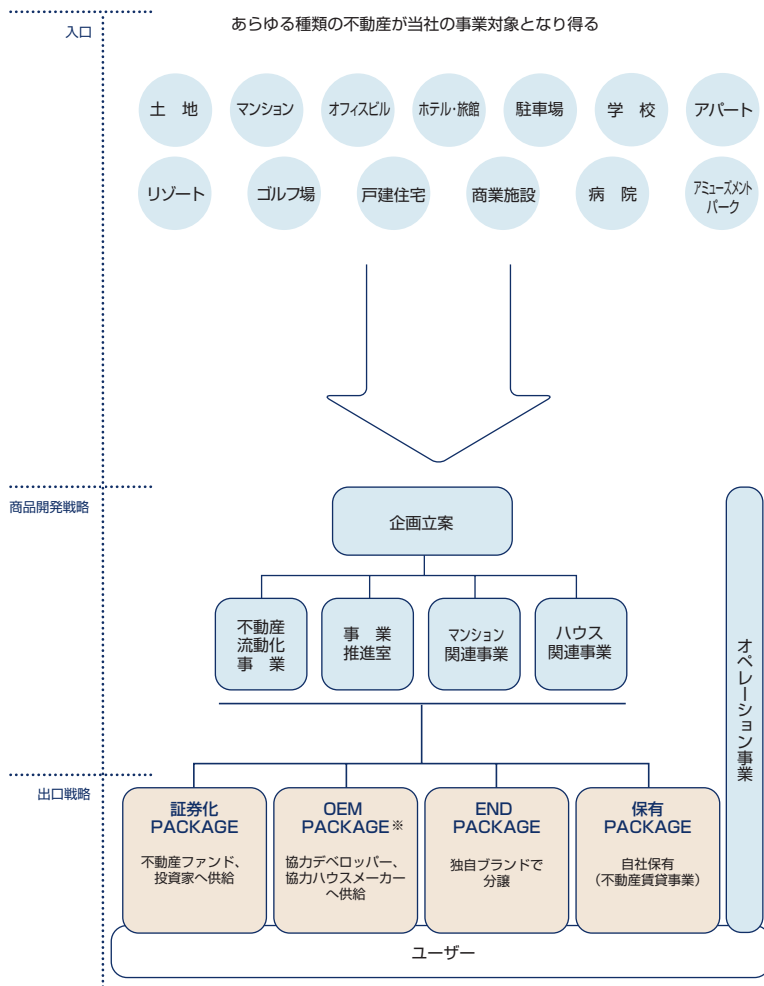 入口
あらゆる種類の不動産が当社の事業対象となり得る
土　地
マンション
オフィスビル
ホテル・旅館
駐車場
学　校
アパート
リゾート
ゴルフ場
戸建住宅
商業施設
病　院
アミューズメント
パーク
商品開発戦略
企画立案
不動産
流動化
事　業
事　業
推進室
マンション
関連事業
ハウス
関連事業
オペレーション事業
出口戦略
証券化
PACKAGE
不動産ファンド、
投資家へ供給
OEM
PACKAGE※
協力デベロッパー、
協力ハウスメーカー
へ供給
END
PACKAGE
独自ブランドで
分譲
保有
PACKAGE
自社保有
（不動産賃貸事業）
ユーザー